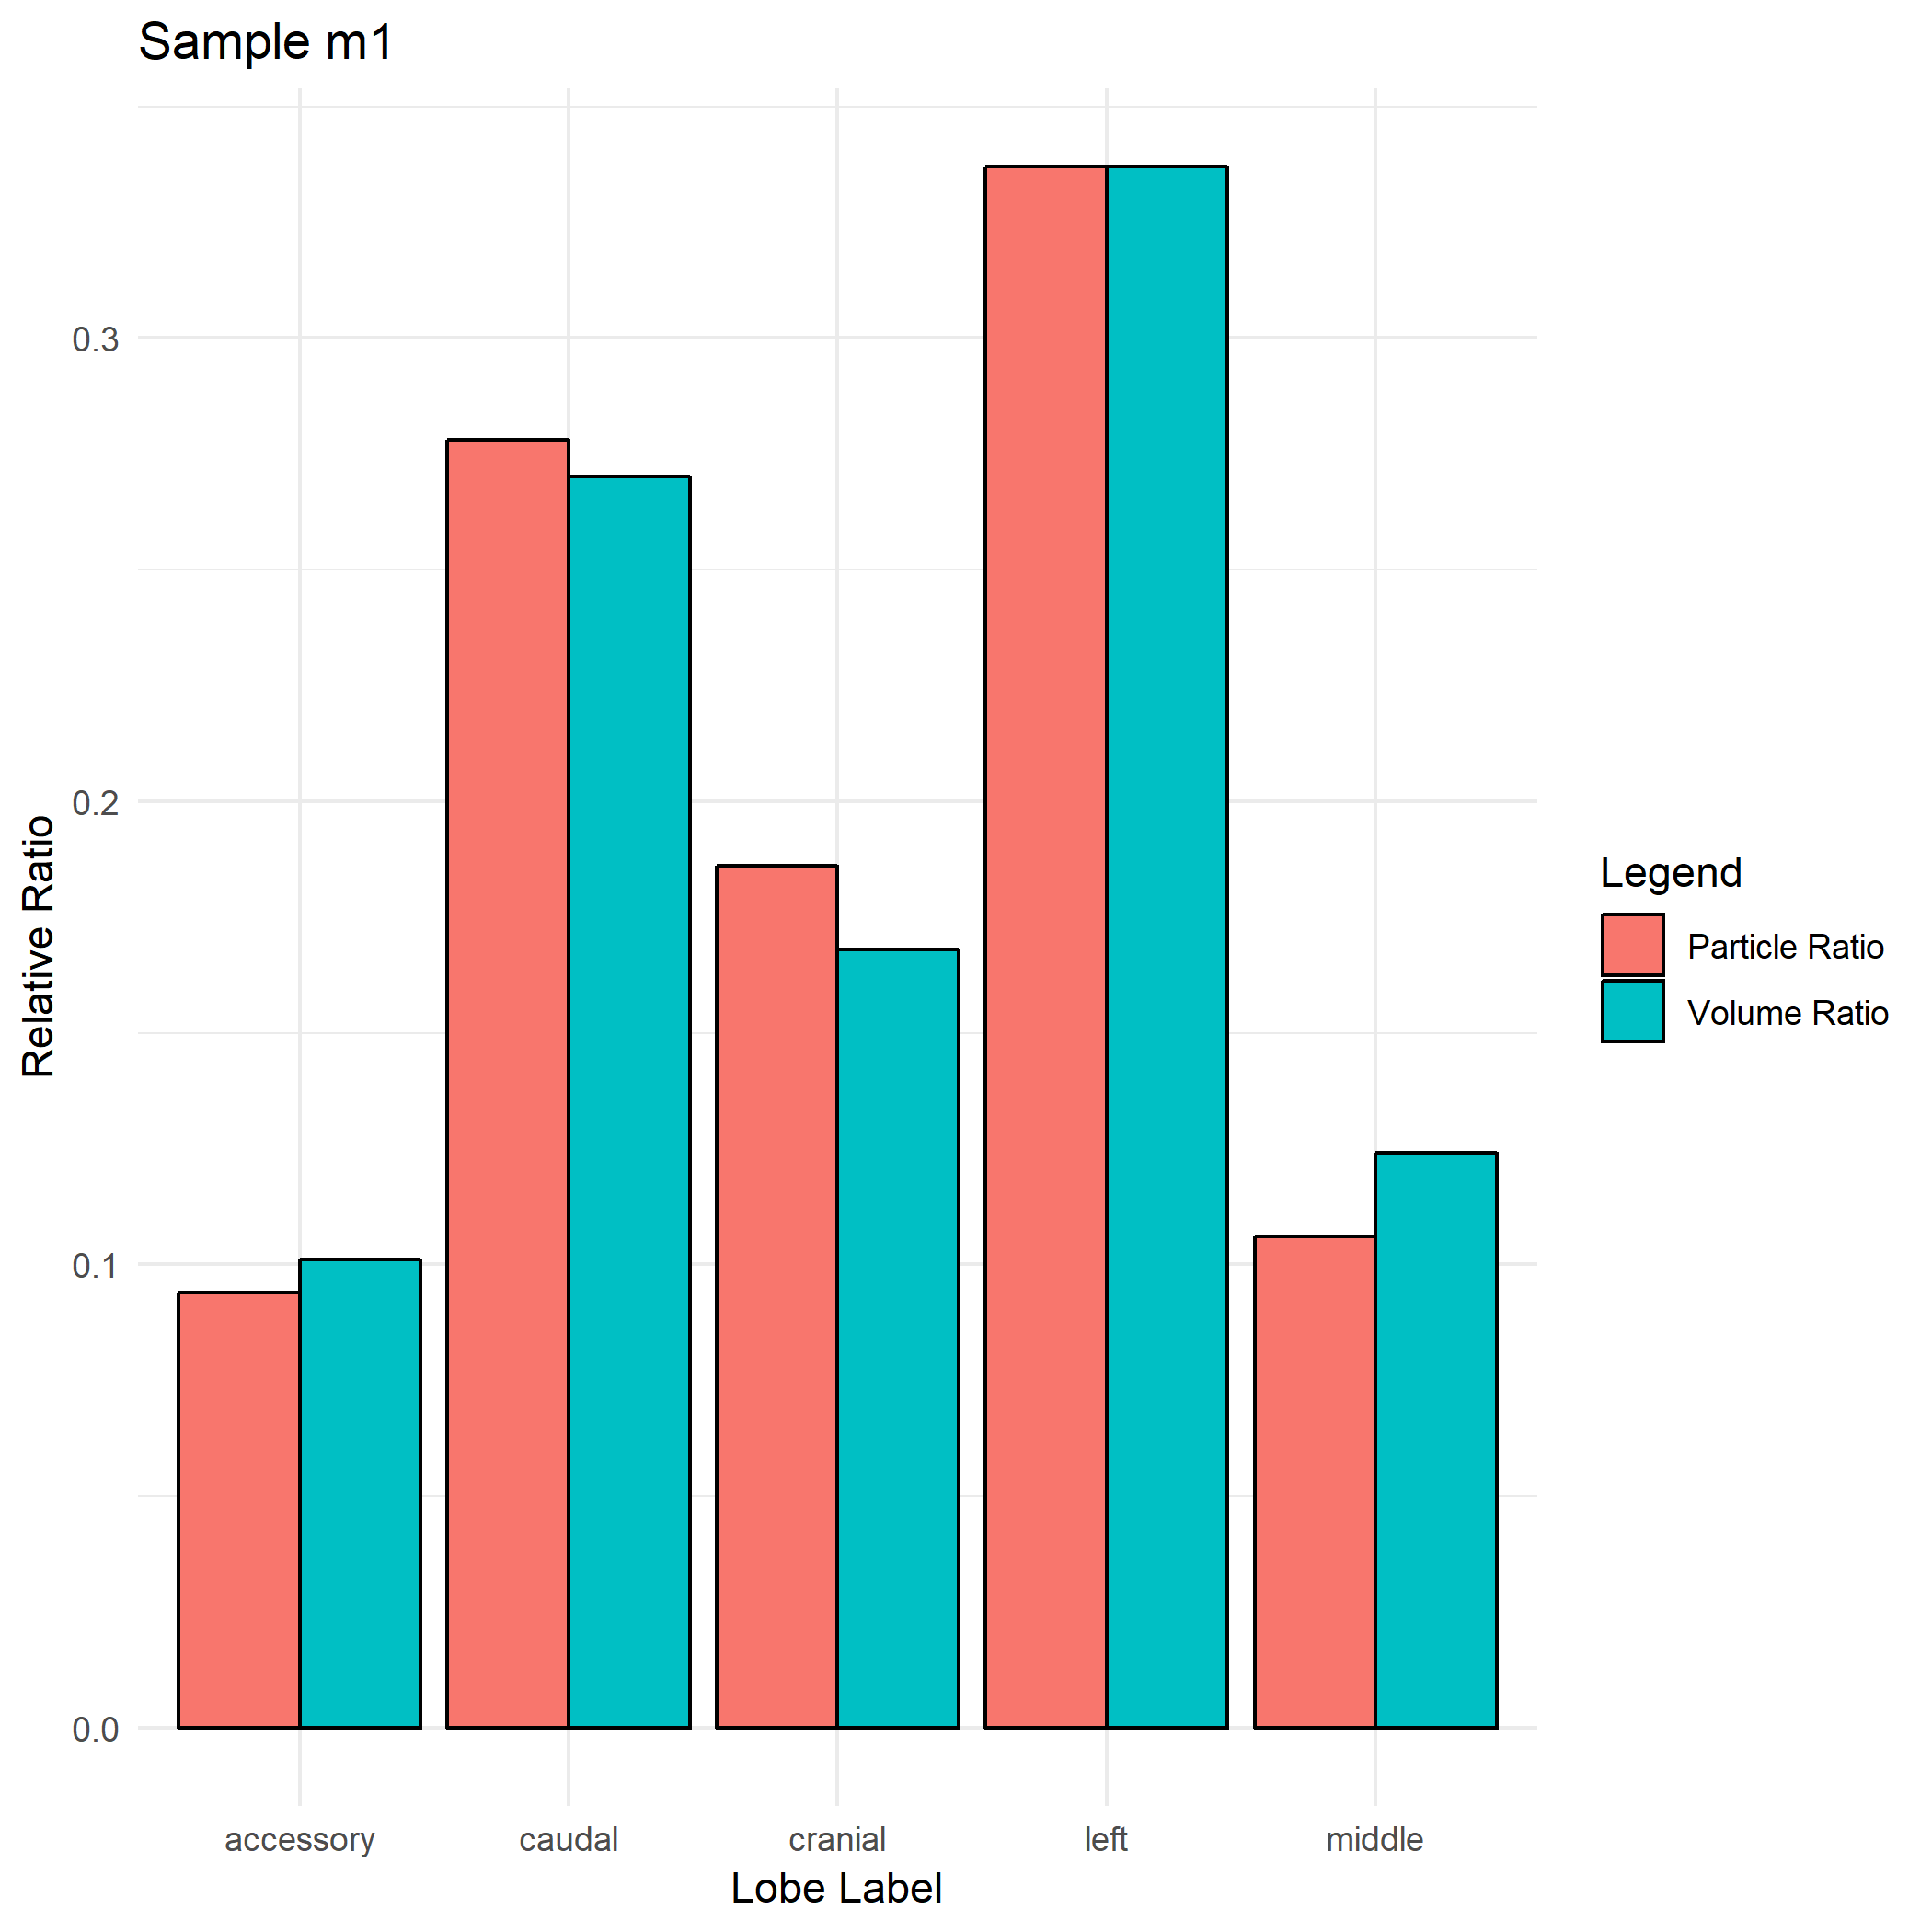 Sample m1
0.3
0.2
0.1
0.0
Relative Ratio
accessory caudal cranial left middle
Lobe Label
Legend
Particle Ratio
Volume Ratio